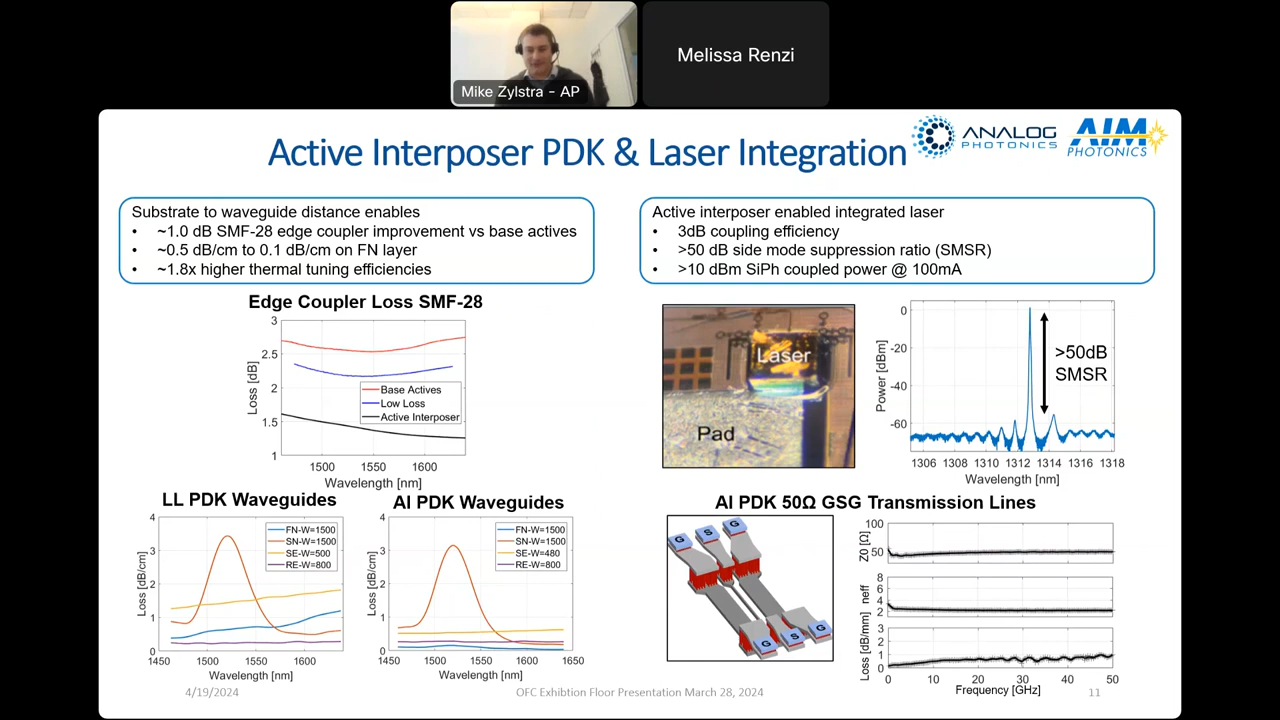 Mike Zylstra - AP
Melissa Renzi
Active Interposer PDK & Laser Integration
ANALOG
PHOTONICS
AIM
PHOTONICS
Substrate to waveguide distance enables
• ~1.0 dB SMF-28 edge coupler improvement vs base actives
• ~0.5 dB/cm to 0.1 dB/cm on FN layer
• ~1.8x higher thermal tuning efficiencies
Active interposer enabled integrated laser
• 3dB coupling efficiency
• >50 dB side mode suppression ratio (SMSR)
• >10 dBm SiPh coupled power @ 100mA
Edge Coupler Loss SMF-28
3
2.5
2
1.5
1
Loss [dB]
Base Actives
Low Loss
Active Interposer
1500 1550 1600
Wavelength [nm]
Laser
Pad
0
-20
-40
-60
Power [dBm]
>50dB
SMSR
1306 1308 1310 1312 1314 1316 1318
Wavelength [nm]
LL PDK Waveguides
4
3
2
1
0
Loss [dB/cm]
FN-W=1500
SN-W=1500
SE-W=500
RE-W=800
1450 1500 1550 1600
Wavelength [nm]
AI PDK Waveguides
4
3
2
1
0
Loss [dB/cm]
FN-W=1500
SN-W=1500
SE-W=480
RE-W=800
1450 1500 1550 1600 1650
Wavelength [nm]
AI PDK 50Ω GSG Transmission Lines
G S G
G S G
100
50
Z0 [Ω]
8
6
4
2
neff
3
2
1
0
Loss [dB/mm]
0 10 20 30 40 50
Frequency [GHz]
4/19/2024
OFC Exhibtion Floor Presentation March 28, 2024
11